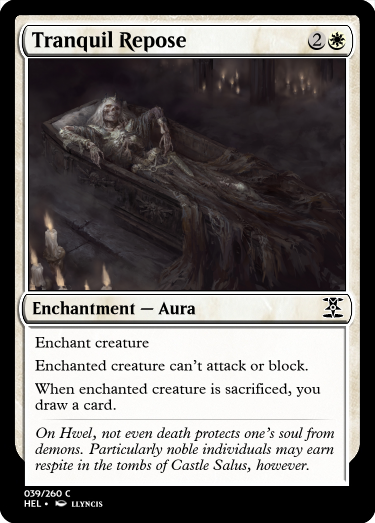 Tranquil Repose 2
Enchantment — Aura
Enchant creature
Enchanted creature can't attack or block.
When enchanted creature is sacrificed, you
draw a card.
On Hwel, not even death protects one's soul from
demons. Particularly noble individuals may earn
respite in the tombs of Castle Salus, however.
039/260 C
HEL • LLYNCIS